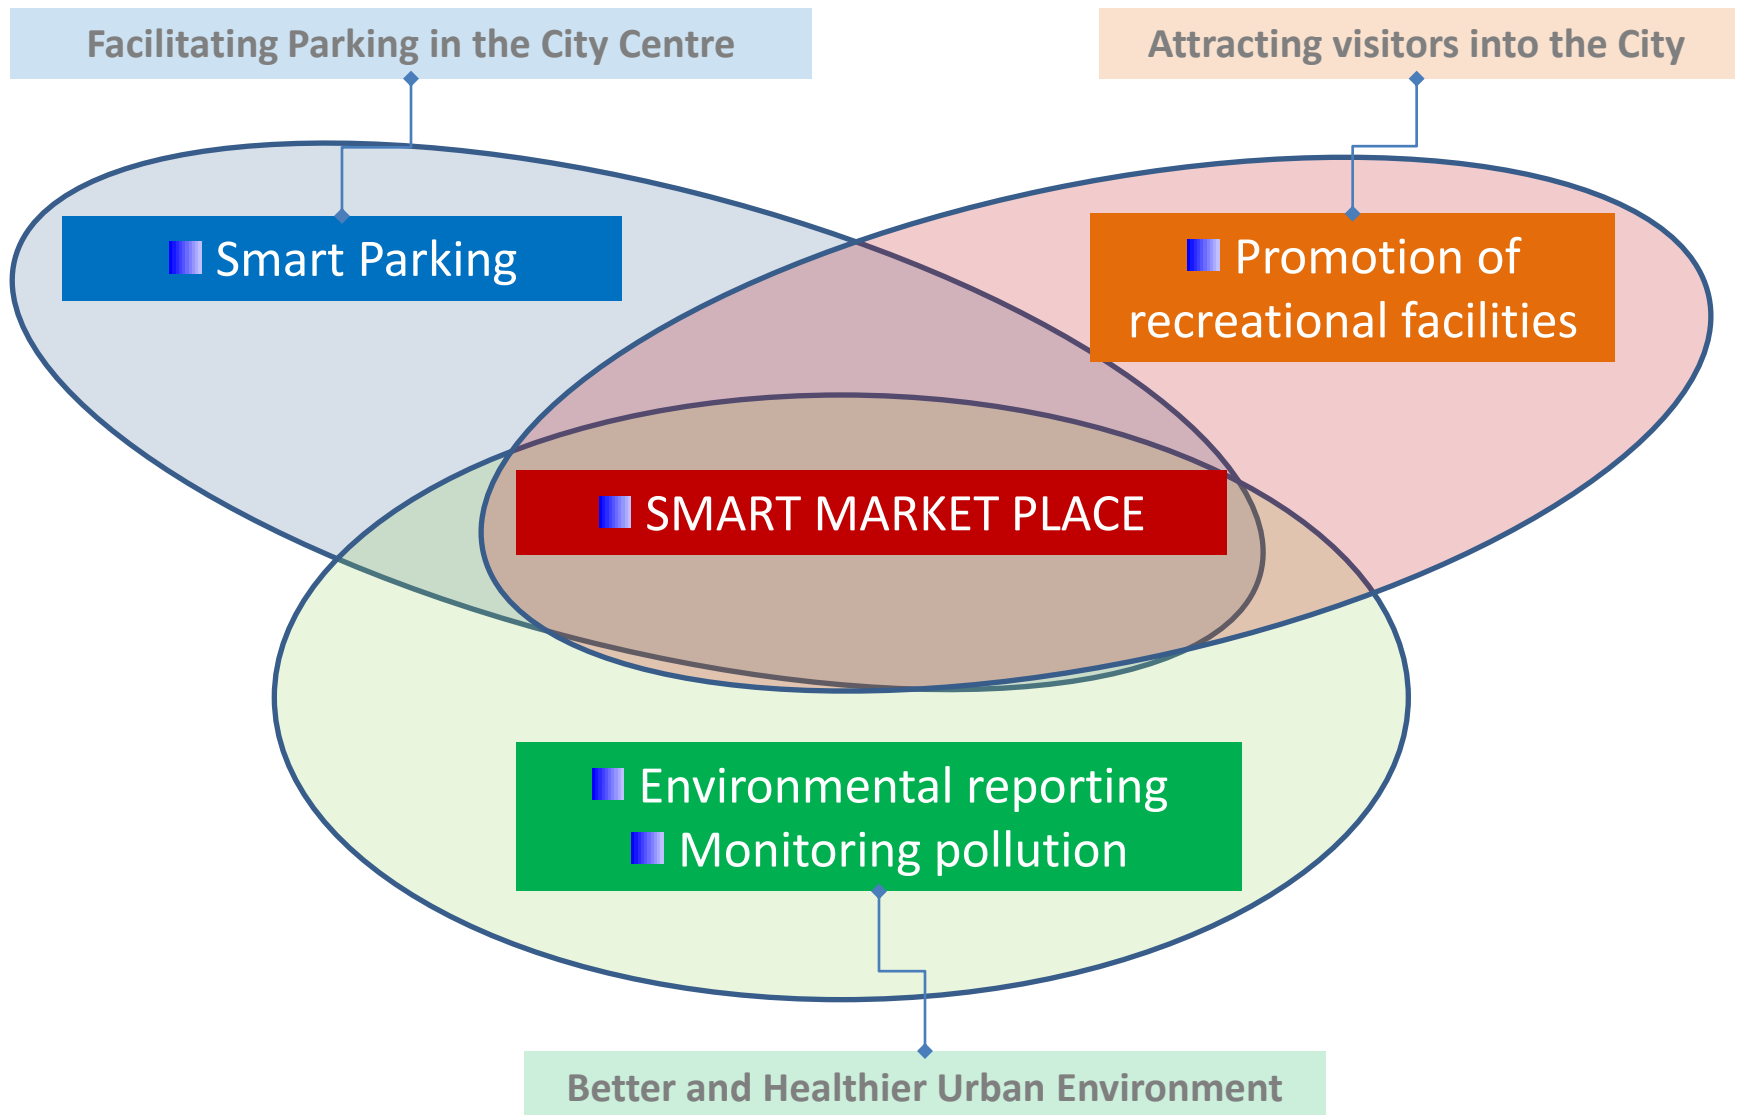 Facilitating Parking in the City Centre
Attracting visitors into the City
Smart Parking
Promotion of
recreational facilities
SMART MARKET PLACE
Environmental reporting
Monitoring pollution
Better and Healthier Urban Environment